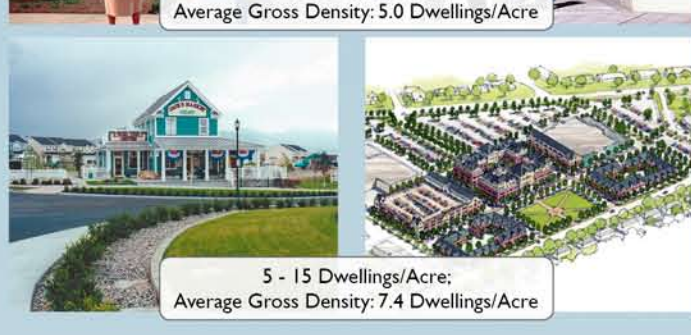 Average Gross Density: 5.0 Dwellings/Acre
5 - 15 Dwellings/Acre;
Average Gross Density: 7.4 Dwellings/Acre